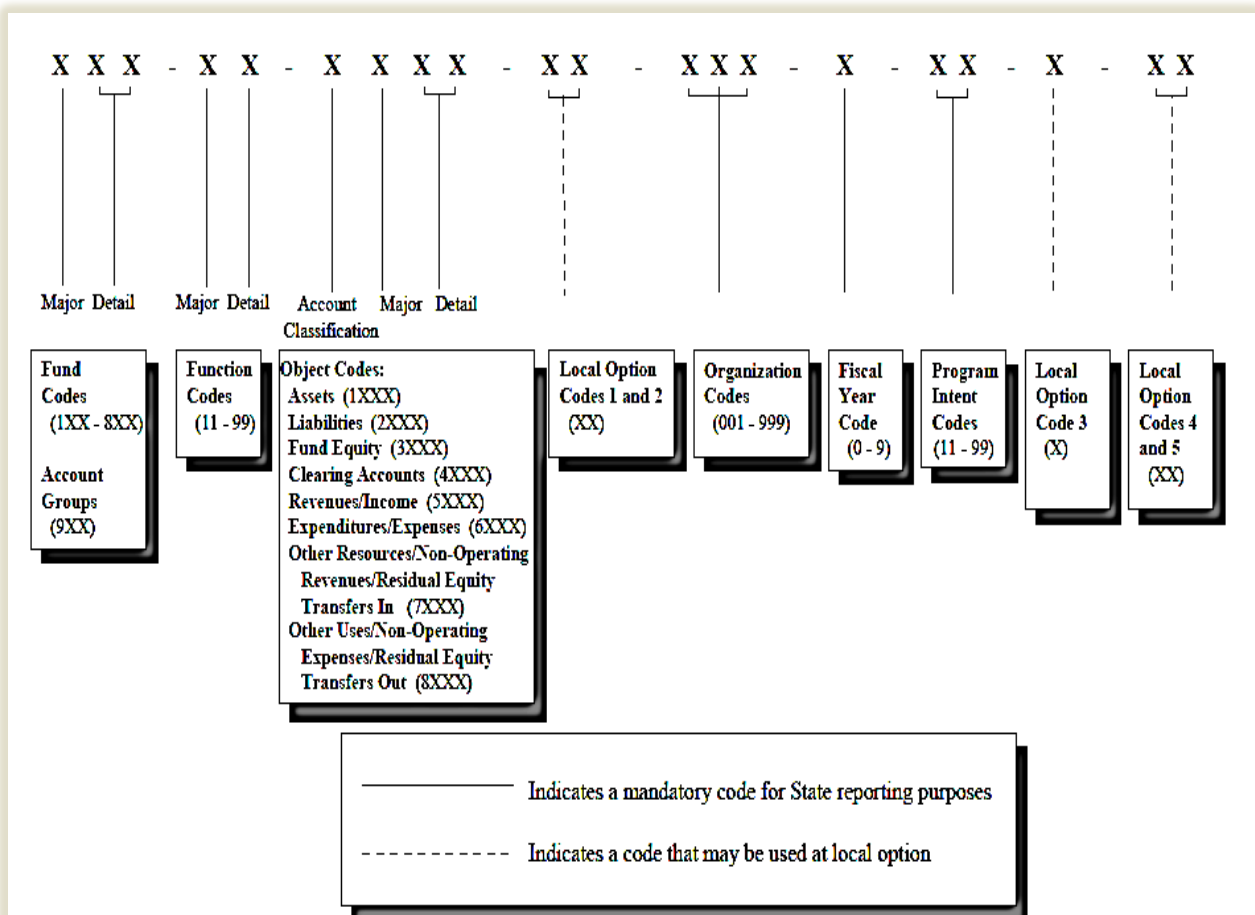 X X X - X X - X X X X - X X - X X X - X - X X - X - X X
Major Detail Major Detail Account Major Detail
Classification
Fund
Codes
(1XX - 8XX)
Account
Groups
(9XX)
Function
Codes
(11 - 99)
Object Codes:
Assets (1XXX)
Liabilities (2XXX)
Fund Equity (3XXX)
Clearing Accounts (4XXX)
Revenues/Income (5XXX)
Expenditures/Expenses (6XXX)
Other Resources/Non-Operating
Revenues/Residual Equity
Transfers In (7XXX)
Other Uses/Non-Operating
Expenses/Residual Equity
Transfers Out (8XXX)
Local Option
Codes 1 and 2
(XX)
Organization
Codes
(001 - 999)
Fiscal
Year
Code
(0 - 9)
Program
Intent
Codes
(11 - 99)
Local
Option
Code 3
(X)
Local
Option
Codes 4
and 5
(XX)
Indicates a mandatory code for State reporting purposes
Indicates a code that may be used at local option